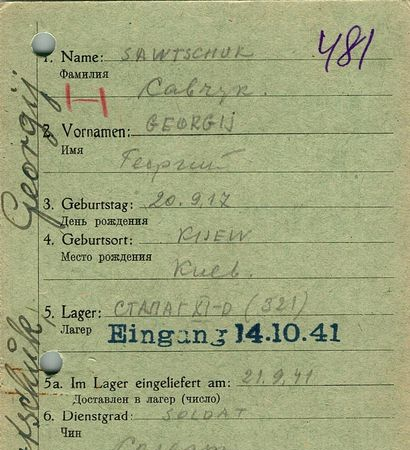 481
1. Name: SAWTSCHUK
Фамилия
Савчук.
H
2. Vornamen: GEORGIJ
Имя
Георгий
3. Geburtstag: 20.9.17
День рождения
4. Geburtsort: KIJEW
Место рождения
Киев.
5. Lager: СТАЛАГ XI-D (321)
Лагер
Eingang 14.10.41
5a. Im Lager eingeliefert am: 21.9.41
Доставлен в лагер (число)
6. Dienstgrad: SOLDAT
Чин
Солдат
Georgij